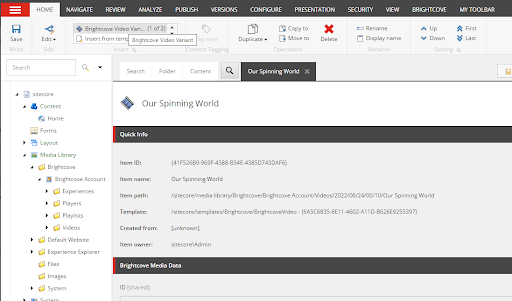 HOME NAVIGATE REVIEW ANALYZE PUBLISH VERSIONS CONFIGURE PRESENTATION SECURITY VIEW BRIGHTCOVE MY TOOLBAR
Save Edit Brightcove Video Vari... (1 of 2) Duplicate Copy to Delete Rename Up First
Insert from temp Brightcove Video Variant Move to Display name Down Last
Write Edit Insert Content Tagging Operations Rename Sorting
Search Search Folder Content Our Spinning World
sitecore
Content
Home
Forms
Layout
Media Library
Brightcove
Brightcove Account
Experiences
Players
Playlists
Videos
Default Website
Experience Explorer
Files
Images
System
System
Our Spinning World
Quick Info
Item ID: {41F526B9-969F-4588-B54E-4385D743DAF6}
Item name: Our Spinning World
Item path: /sitecore/media library/Brightcove/Brightcove Account/Videos/2022/06/24/00/10/Our Spinning World
Template: /sitecore/templates/Brightcove/BrightcoveVideo - {6A5C6835-6E11-4602-A11D-B626E9255397}
Created from: [unknown]
Item owner: sitecore\Admin
Brightcove Media Data
ID [shared]: